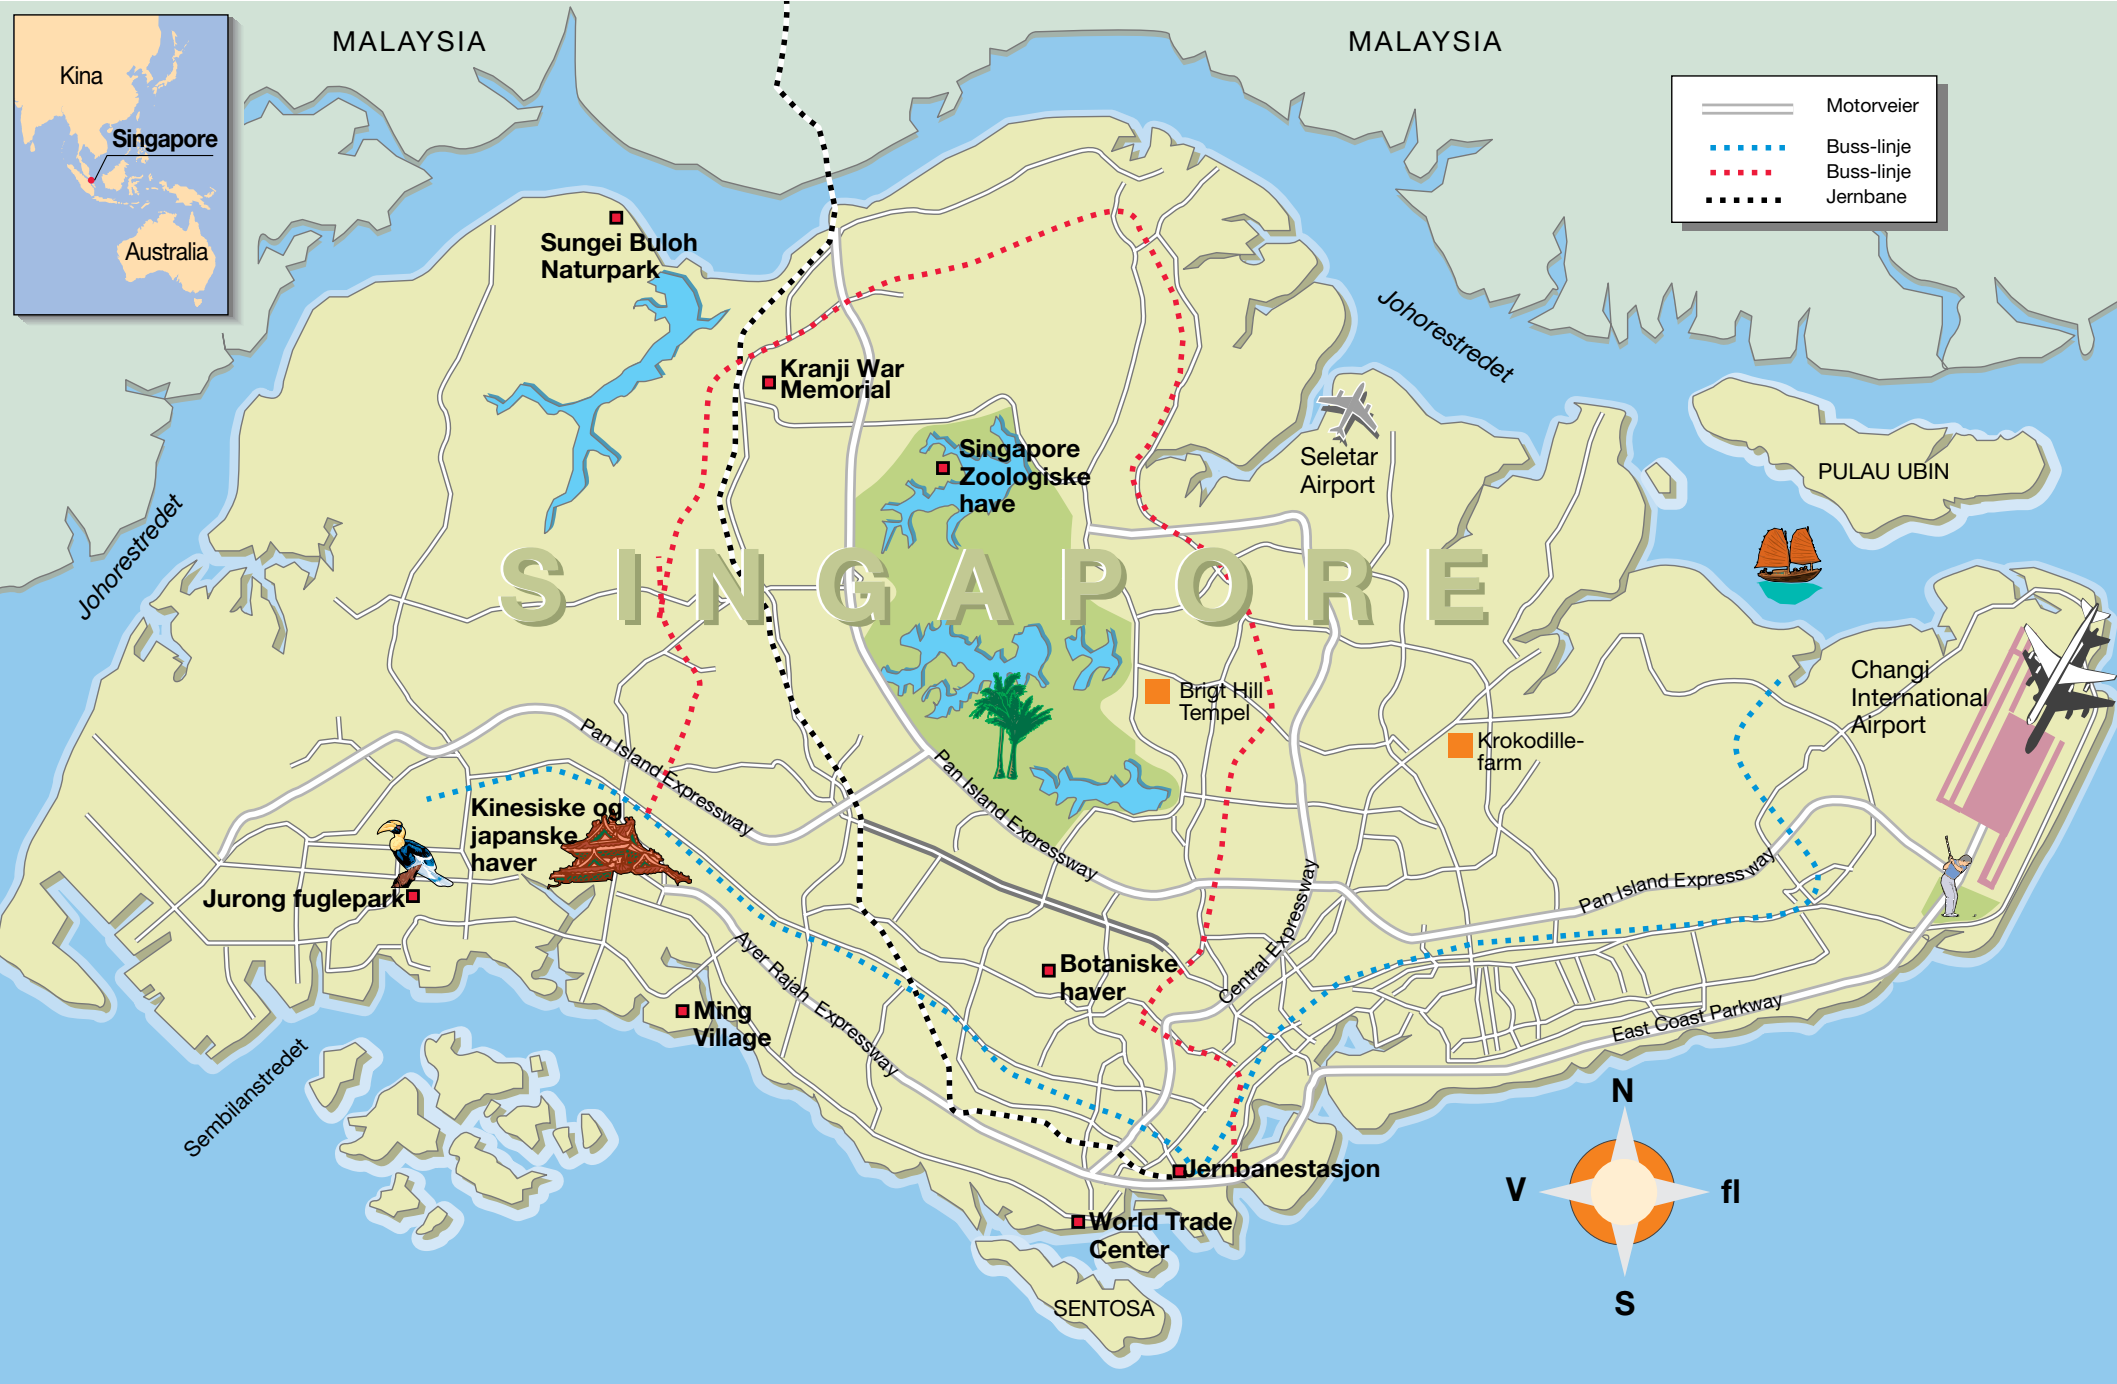 MALAYSIA
MALAYSIA
Kina
Singapore
Australia
Motorveier
Buss-linje
Buss-linje
Jernbane
Sungei Buloh
Naturpark
Johorestredet
Kranji War
Memorial
Singapore
Zoologiske
have
Seletar
Airport
PULAU UBIN
Johorestredet
SINGAPORE
Changi
International
Airport
Brigt Hill
Tempel
Krokodille-
farm
Pan Island Expressway
Pan Island Expressway
Pan Island Expressway
Kinesiske og
japanske
haver
Jurong fuglepark
Central Expressway
Ayer Rajah Expressway
Botaniske
haver
Ming
Village
East Coast Parkway
Sembilanstredet
Jernbanestasjon
World Trade
Center
SENTOSA
N
V
fl
S